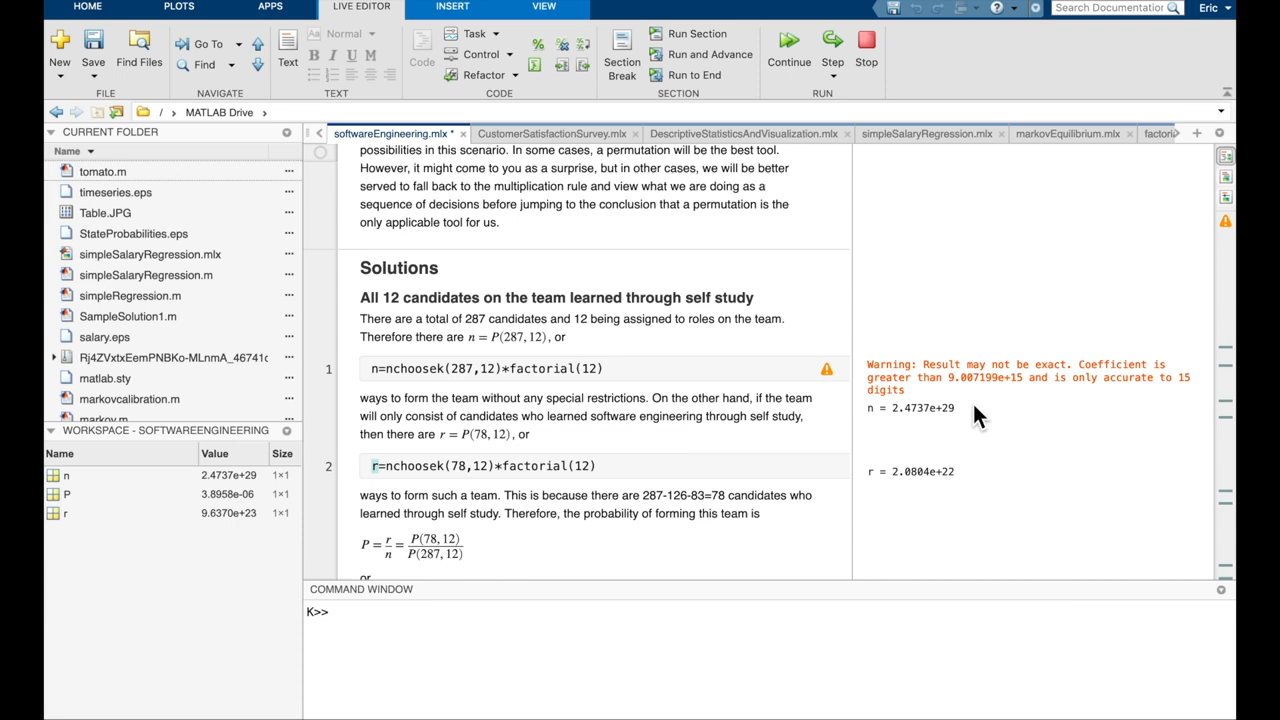 HOME PLOTS APPS LIVE EDITOR INSERT VIEW Search Documentation Eric
New Save Find Files Go To Find Text Normal B I U M Code Task Control Refactor Section Break Run Section Run and Advance Run to End Continue Step Stop
FILE NAVIGATE TEXT CODE SECTION RUN
/ MATLAB Drive
CURRENT FOLDER
Name
tomato.m
timeseries.eps
Table.JPG
StateProbabilities.eps
simpleSalaryRegression.mlx
simpleSalaryRegression.m
simpleRegression.m
SampleSolution1.m
salary.eps
Rj4ZVxtxEemPNBKo-MLnmA_46741c
matlab.sty
markovcalibration.m
markov.m
WORKSPACE - SOFTWAREENGINEERING
Name Value Size
n 2.4737e+29 1×1
P 3.8958e-06 1×1
r 9.6370e+23 1×1
softwareEngineering.mlx * CustomerSatisfactionSurvey.mlx DescriptiveStatisticsAndVisualization.mlx simpleSalaryRegression.mlx markovEquilibrium.mlx factori
possibilities in this scenario. In some cases, a permutation will be the best tool.
However, it might come to you as a surprise, but in other cases, we will be better
served to fall back to the multiplication rule and view what we are doing as a
sequence of decisions before jumping to the conclusion that a permutation is the
only applicable tool for us.
Solutions
All 12 candidates on the team learned through self study
There are a total of 287 candidates and 12 being assigned to roles on the team.
Therefore there are n = P(287, 12), or
1 n=nchoosek(287,12)*factorial(12)
ways to form the team without any special restrictions. On the other hand, if the team
will only consist of candidates who learned software engineering through self study,
then there are r = P(78, 12), or
2 r=nchoosek(78,12)*factorial(12)
ways to form such a team. This is because there are 287-126-83=78 candidates who
learned through self study. Therefore, the probability of forming this team is
P = r/n = P(78, 12)/P(287, 12)
or
Warning: Result may not be exact. Coefficient is
greater than 9.007199e+15 and is only accurate to 15
digits
n = 2.4737e+29
r = 2.0804e+22
COMMAND WINDOW
K>>